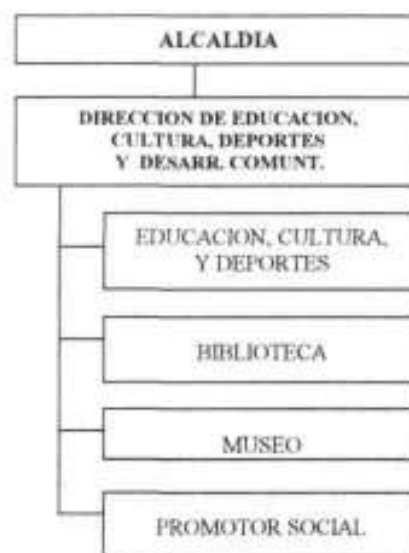 ALCALDIA
DIRECCION DE EDUCACION,
CULTURA, DEPORTES
Y DESARR. COMUNT.
EDUCACION, CULTURA,
Y DEPORTES
BIBLIOTECA
MUSEO
PROMOTOR SOCIAL